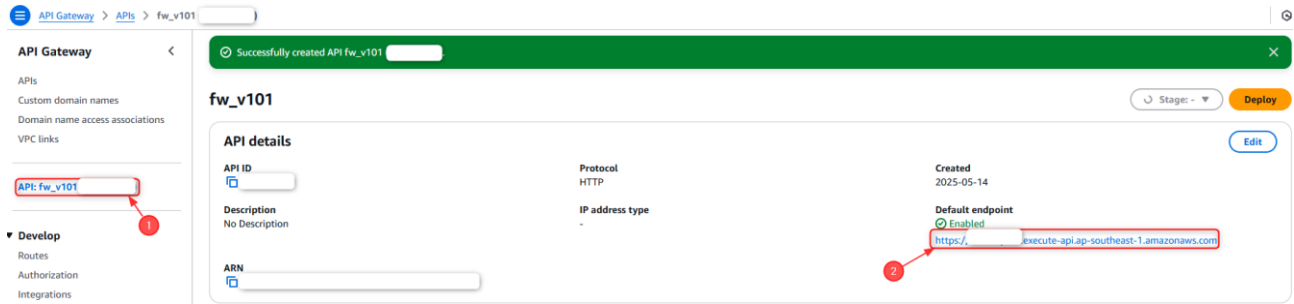 API Gateway > APIs > fw_v101 )
API Gateway
APIs
Custom domain names
Domain name access associations
VPC links
API: fw_v101
1
Develop
Routes
Authorization
Integrations
Successfully created API fw_v101
fw_v101
Stage: -
Deploy
API details
Edit
API ID
Protocol
HTTP
Created
2025-05-14
Description
No Description
IP address type
-
Default endpoint
Enabled
https:/ execute-api.ap-southeast-1.amazonaws.com
2
ARN